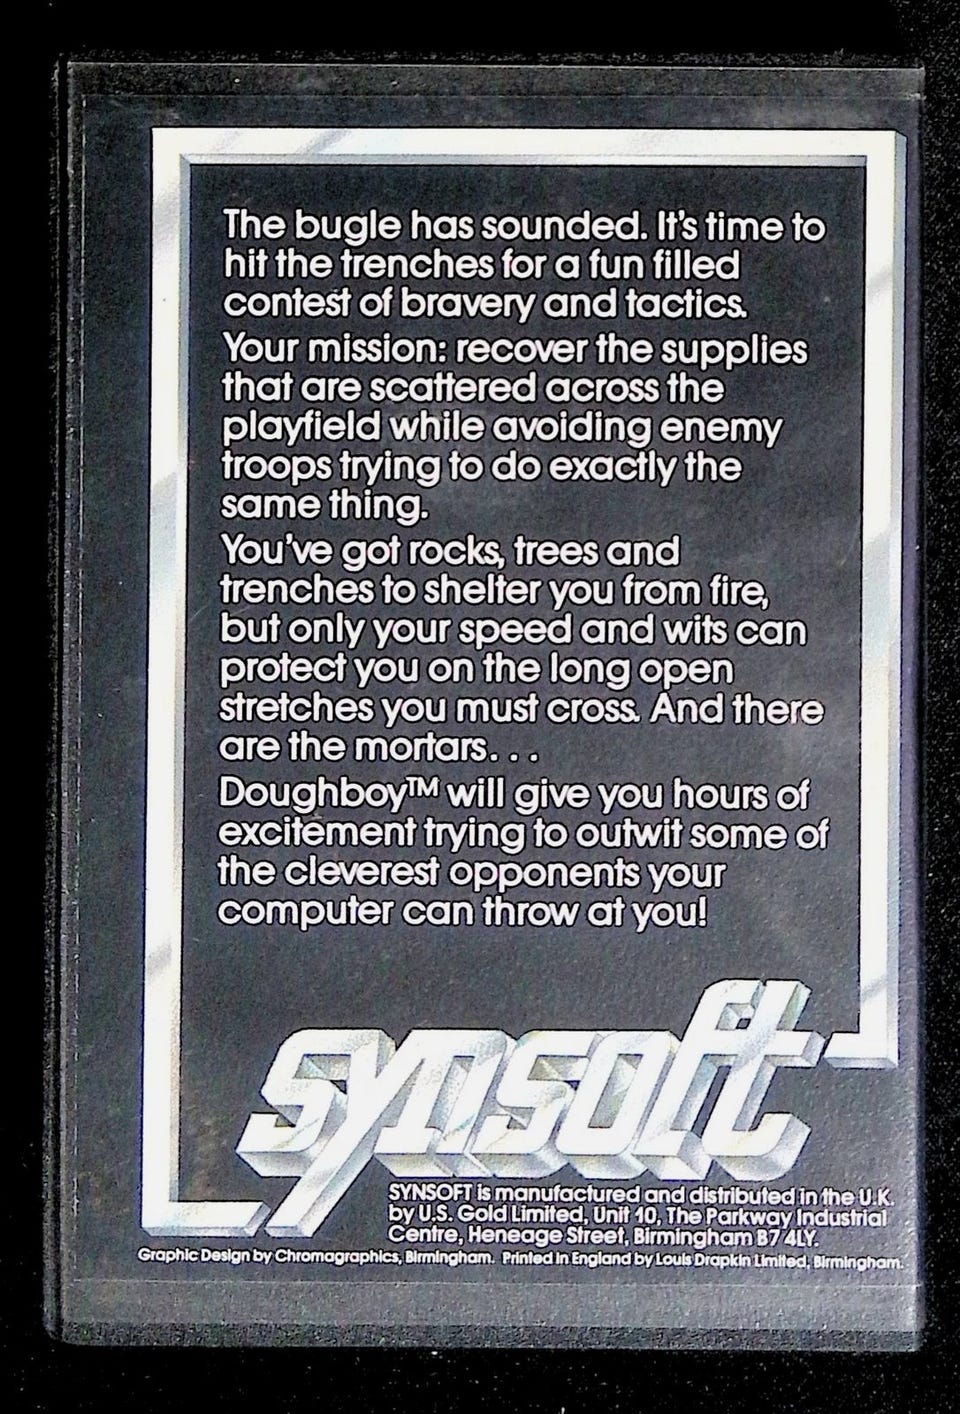 The bugle has sounded. It's time to
hit the trenches for a fun filled
contest of bravery and tactics.
Your mission: recover the supplies
that are scattered across the
playfield while avoiding enemy
troops trying to do exactly the
same thing.
You've got rocks, trees and
trenches to shelter you from fire,
but only your speed and wits can
protect you on the long open
stretches you must cross. And there
are the mortars...
Doughboy™ will give you hours of
excitement trying to outwit some of
the cleverest opponents your
computer can throw at you!
synsoft
SYNSOFT is manufactured and distributed in the U.K.
by U.S. Gold Limited, Unit 10, The Parkway Industrial
Centre, Heneage Street, Birmingham B7 4LY.
Graphic Design by Chromagraphics, Birmingham. Printed in England by Louis Drapkin Limited, Birmingham.